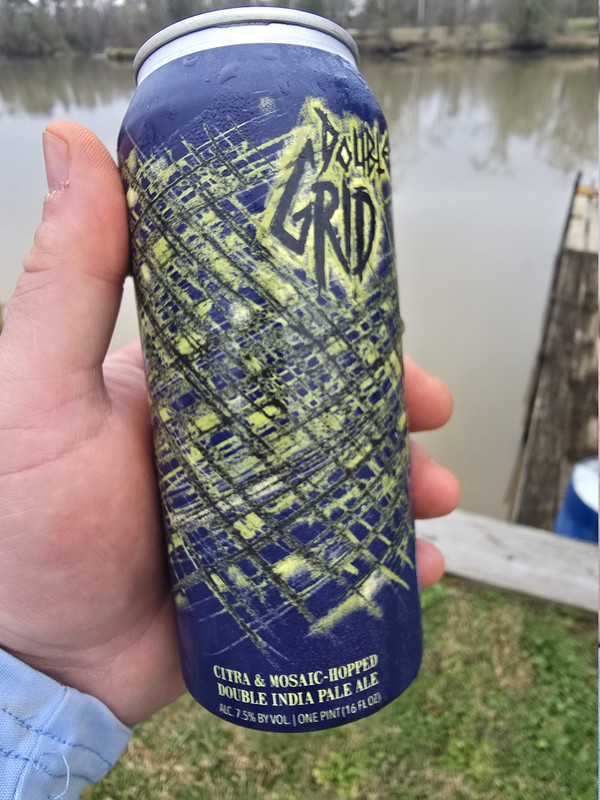 DOUBLE
GRID
CITRA & MOSAIC-HOPPED
DOUBLE INDIA PALE ALE
ALC. 7.5% BY VOL. | ONE PINT (16 FL OZ)